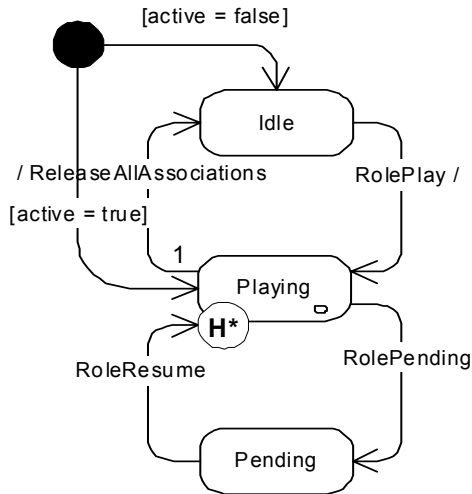 [active = false]
Idle
/ ReleaseAllAssociations
RolePlay /
[active = true]
1
Playing
H*
RoleResume
RolePending
Pending